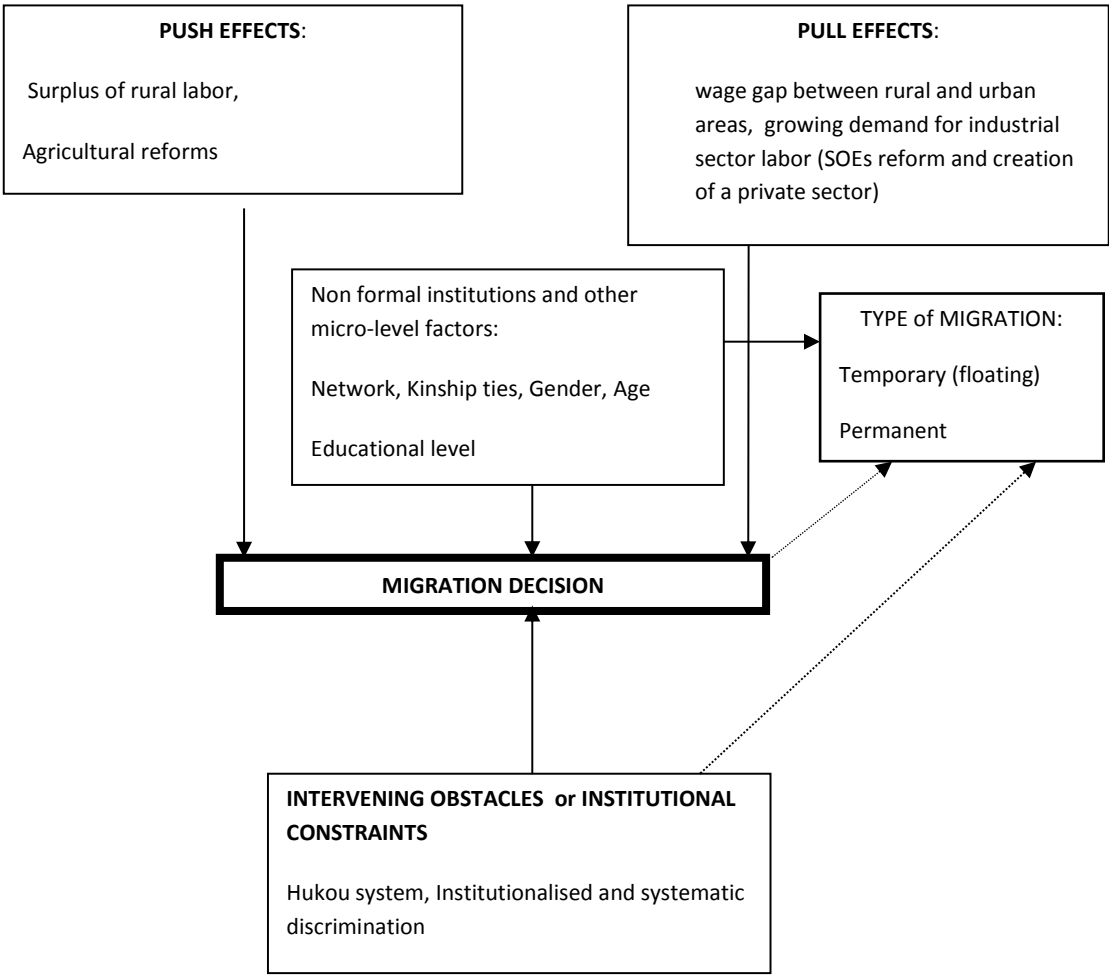 PUSH EFFECTS:
Surplus of rural labor,
Agricultural reforms
PULL EFFECTS:
wage gap between rural and urban
areas, growing demand for industrial
sector labor (SOEs reform and creation
of a private sector)
Non formal institutions and other
micro-level factors:
Network, Kinship ties, Gender, Age
Educational level
TYPE of MIGRATION:
Temporary (floating)
Permanent
MIGRATION DECISION
INTERVENING OBSTACLES or INSTITUTIONAL
CONSTRAINTS
Hukou system, Institutionalised and systematic
discrimination